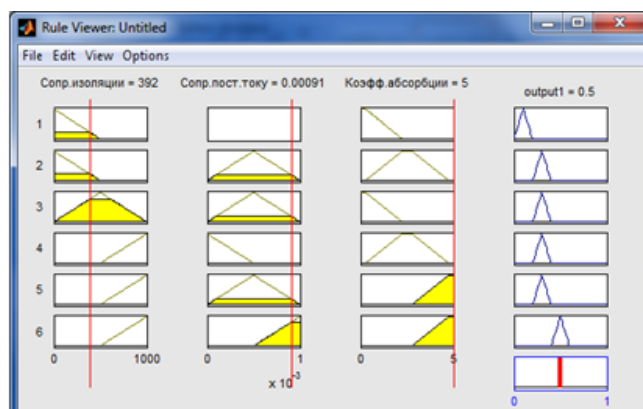 Rule Viewer: Untitled
File Edit View Options
Сопр.изоляции = 392
Сопр.пост.току = 0.00091
Коэфф.абсорбции = 5
output1 = 0.5
1
2
3
4
5
6
0 1000
0 1
x 10^-3
0 5
0 1